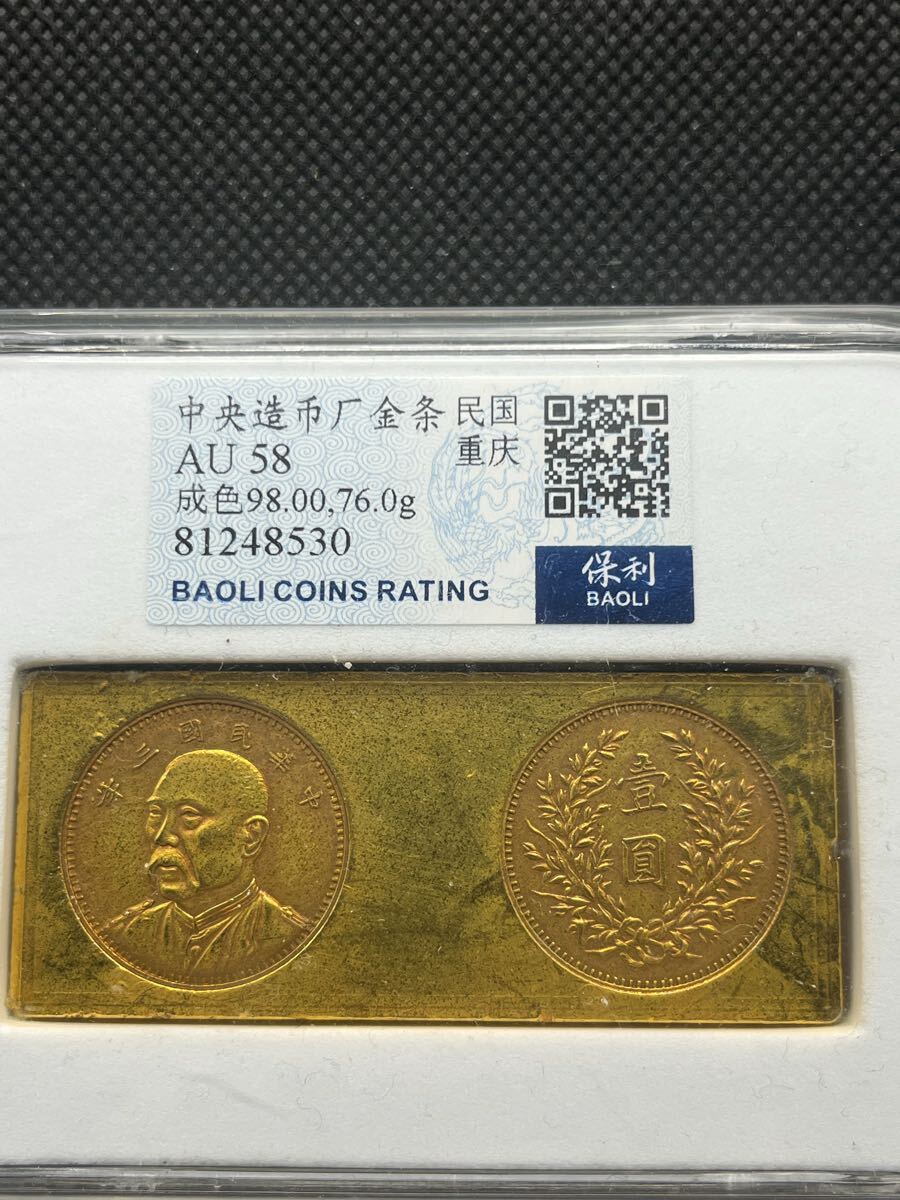 中央造币厂金条 民国
重庆
AU 58
成色98.00,76.0g
81248530
BAOLI COINS RATING
保利
BAOLI
中華民國三年
壹圓